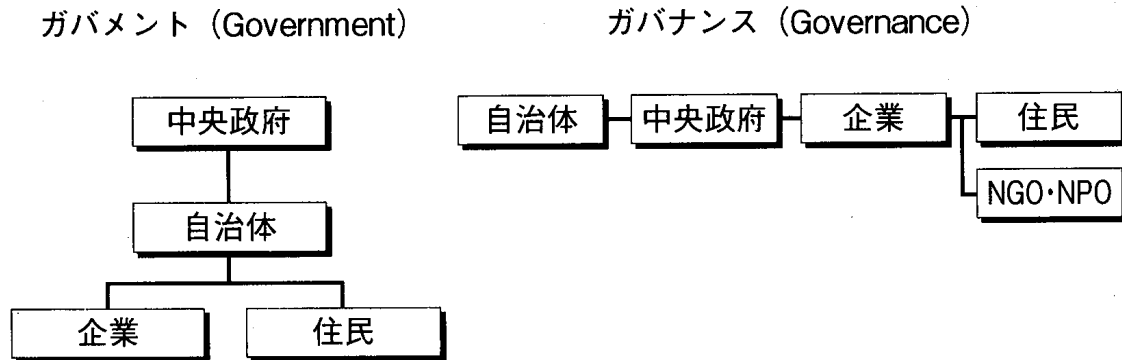 ガバメント（Government）
中央政府
自治体
企業
住民
ガバナンス（Governance）
自治体
中央政府
企業
住民
NGO・NPO